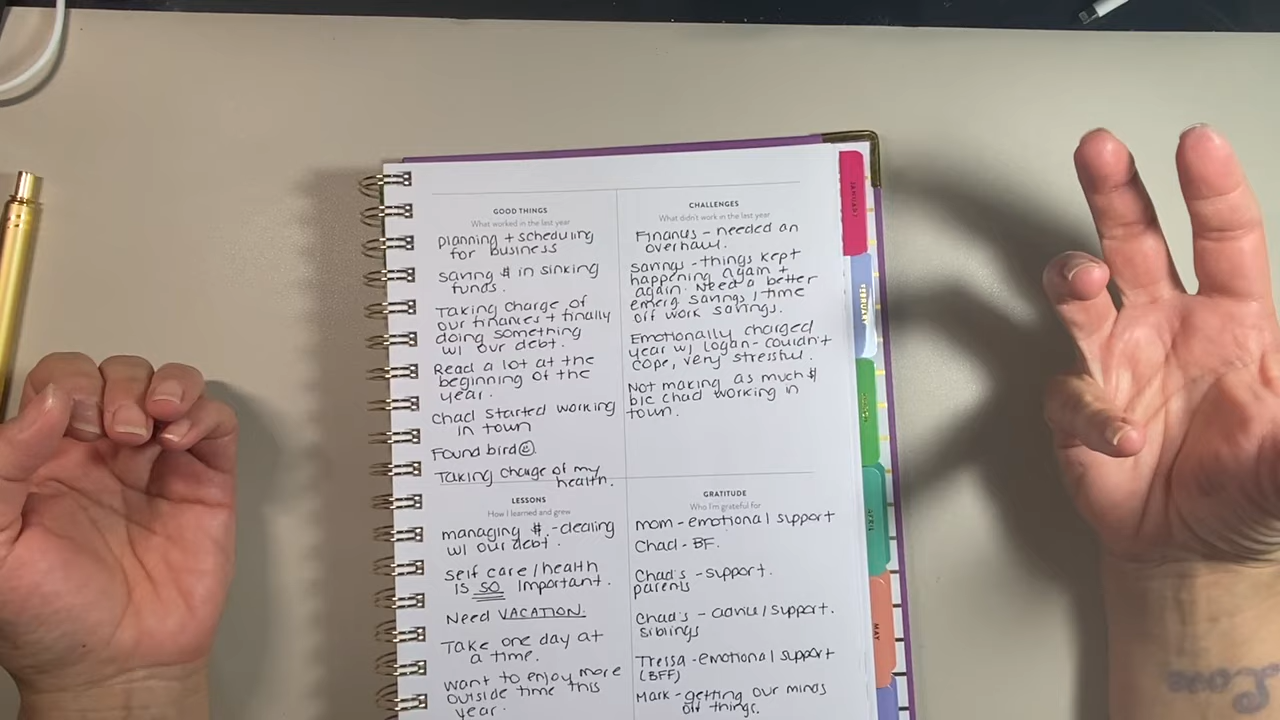 GOOD THINGS
What worked in the last year
planning + scheduling
for business
saving $ in sinking
funds.
Taking charge of
our finances + finally
doing something
w/ our debt.
Read a lot at the
beginning of the
year.
Chad started working
in town
Found bird
Taking charge of my
health.
CHALLENGES
What didn't work in the last year
Finances - needed an
overhaul.
savings - things kept
happening again +
again. Need a better
emerg savings / time
off work savings.
Emotionally charged
year w/ Logan - couldn't
cope, very stressful.
Not making as much $
b/c chad working in
town.
LESSONS
How I learned and grew
managing $. - dealing
w/ our debt.
self care / health
is so important.
Need VACATION.
Take one day at
a time.
want to enjoy more
outside time this
year.
GRATITUDE
Who I'm grateful for
mom - emotional support
Chad - BF.
Chad's - support.
parents
Chad's - advice / support.
siblings
Tressa - emotional support
(BFF)
Mark - getting our minds
off things.
JANUARY
FEBRUARY
APRIL
MAY
Love